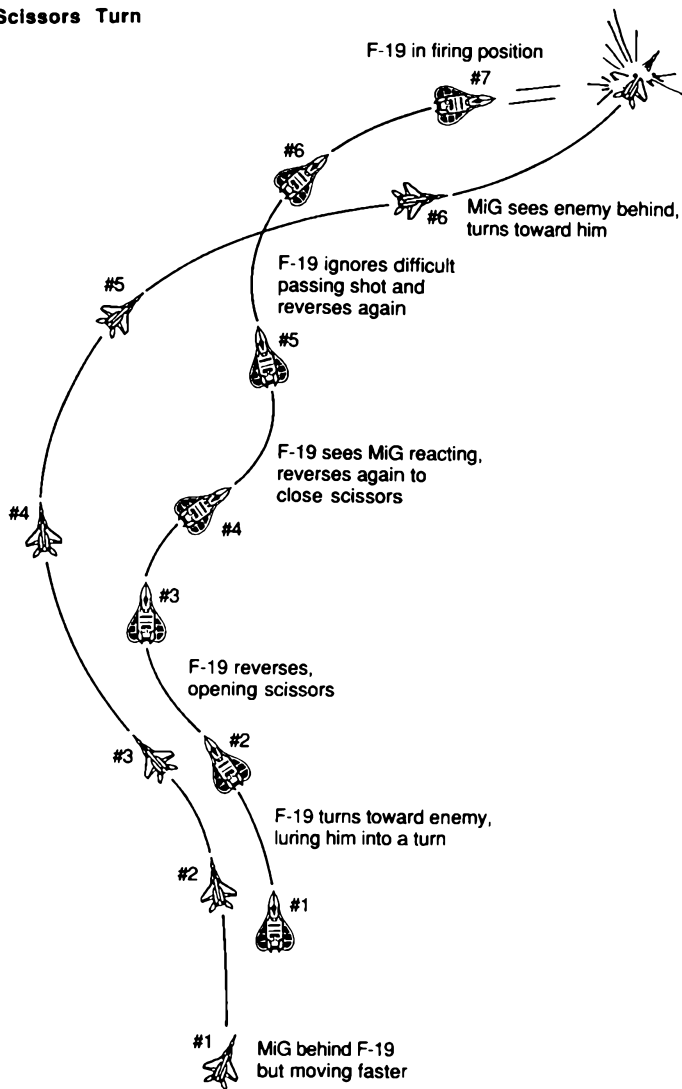 Scissors Turn
F-19 in firing position
#7
#6
#6
MiG sees enemy behind,
turns toward him
F-19 ignores difficult
passing shot and
reverses again
#5
#5
F-19 sees MiG reacting,
reverses again to
close scissors
#4
#4
#3
F-19 reverses,
opening scissors
#2
#3
F-19 turns toward enemy,
luring him into a turn
#2
#1
#1
MiG behind F-19
but moving faster